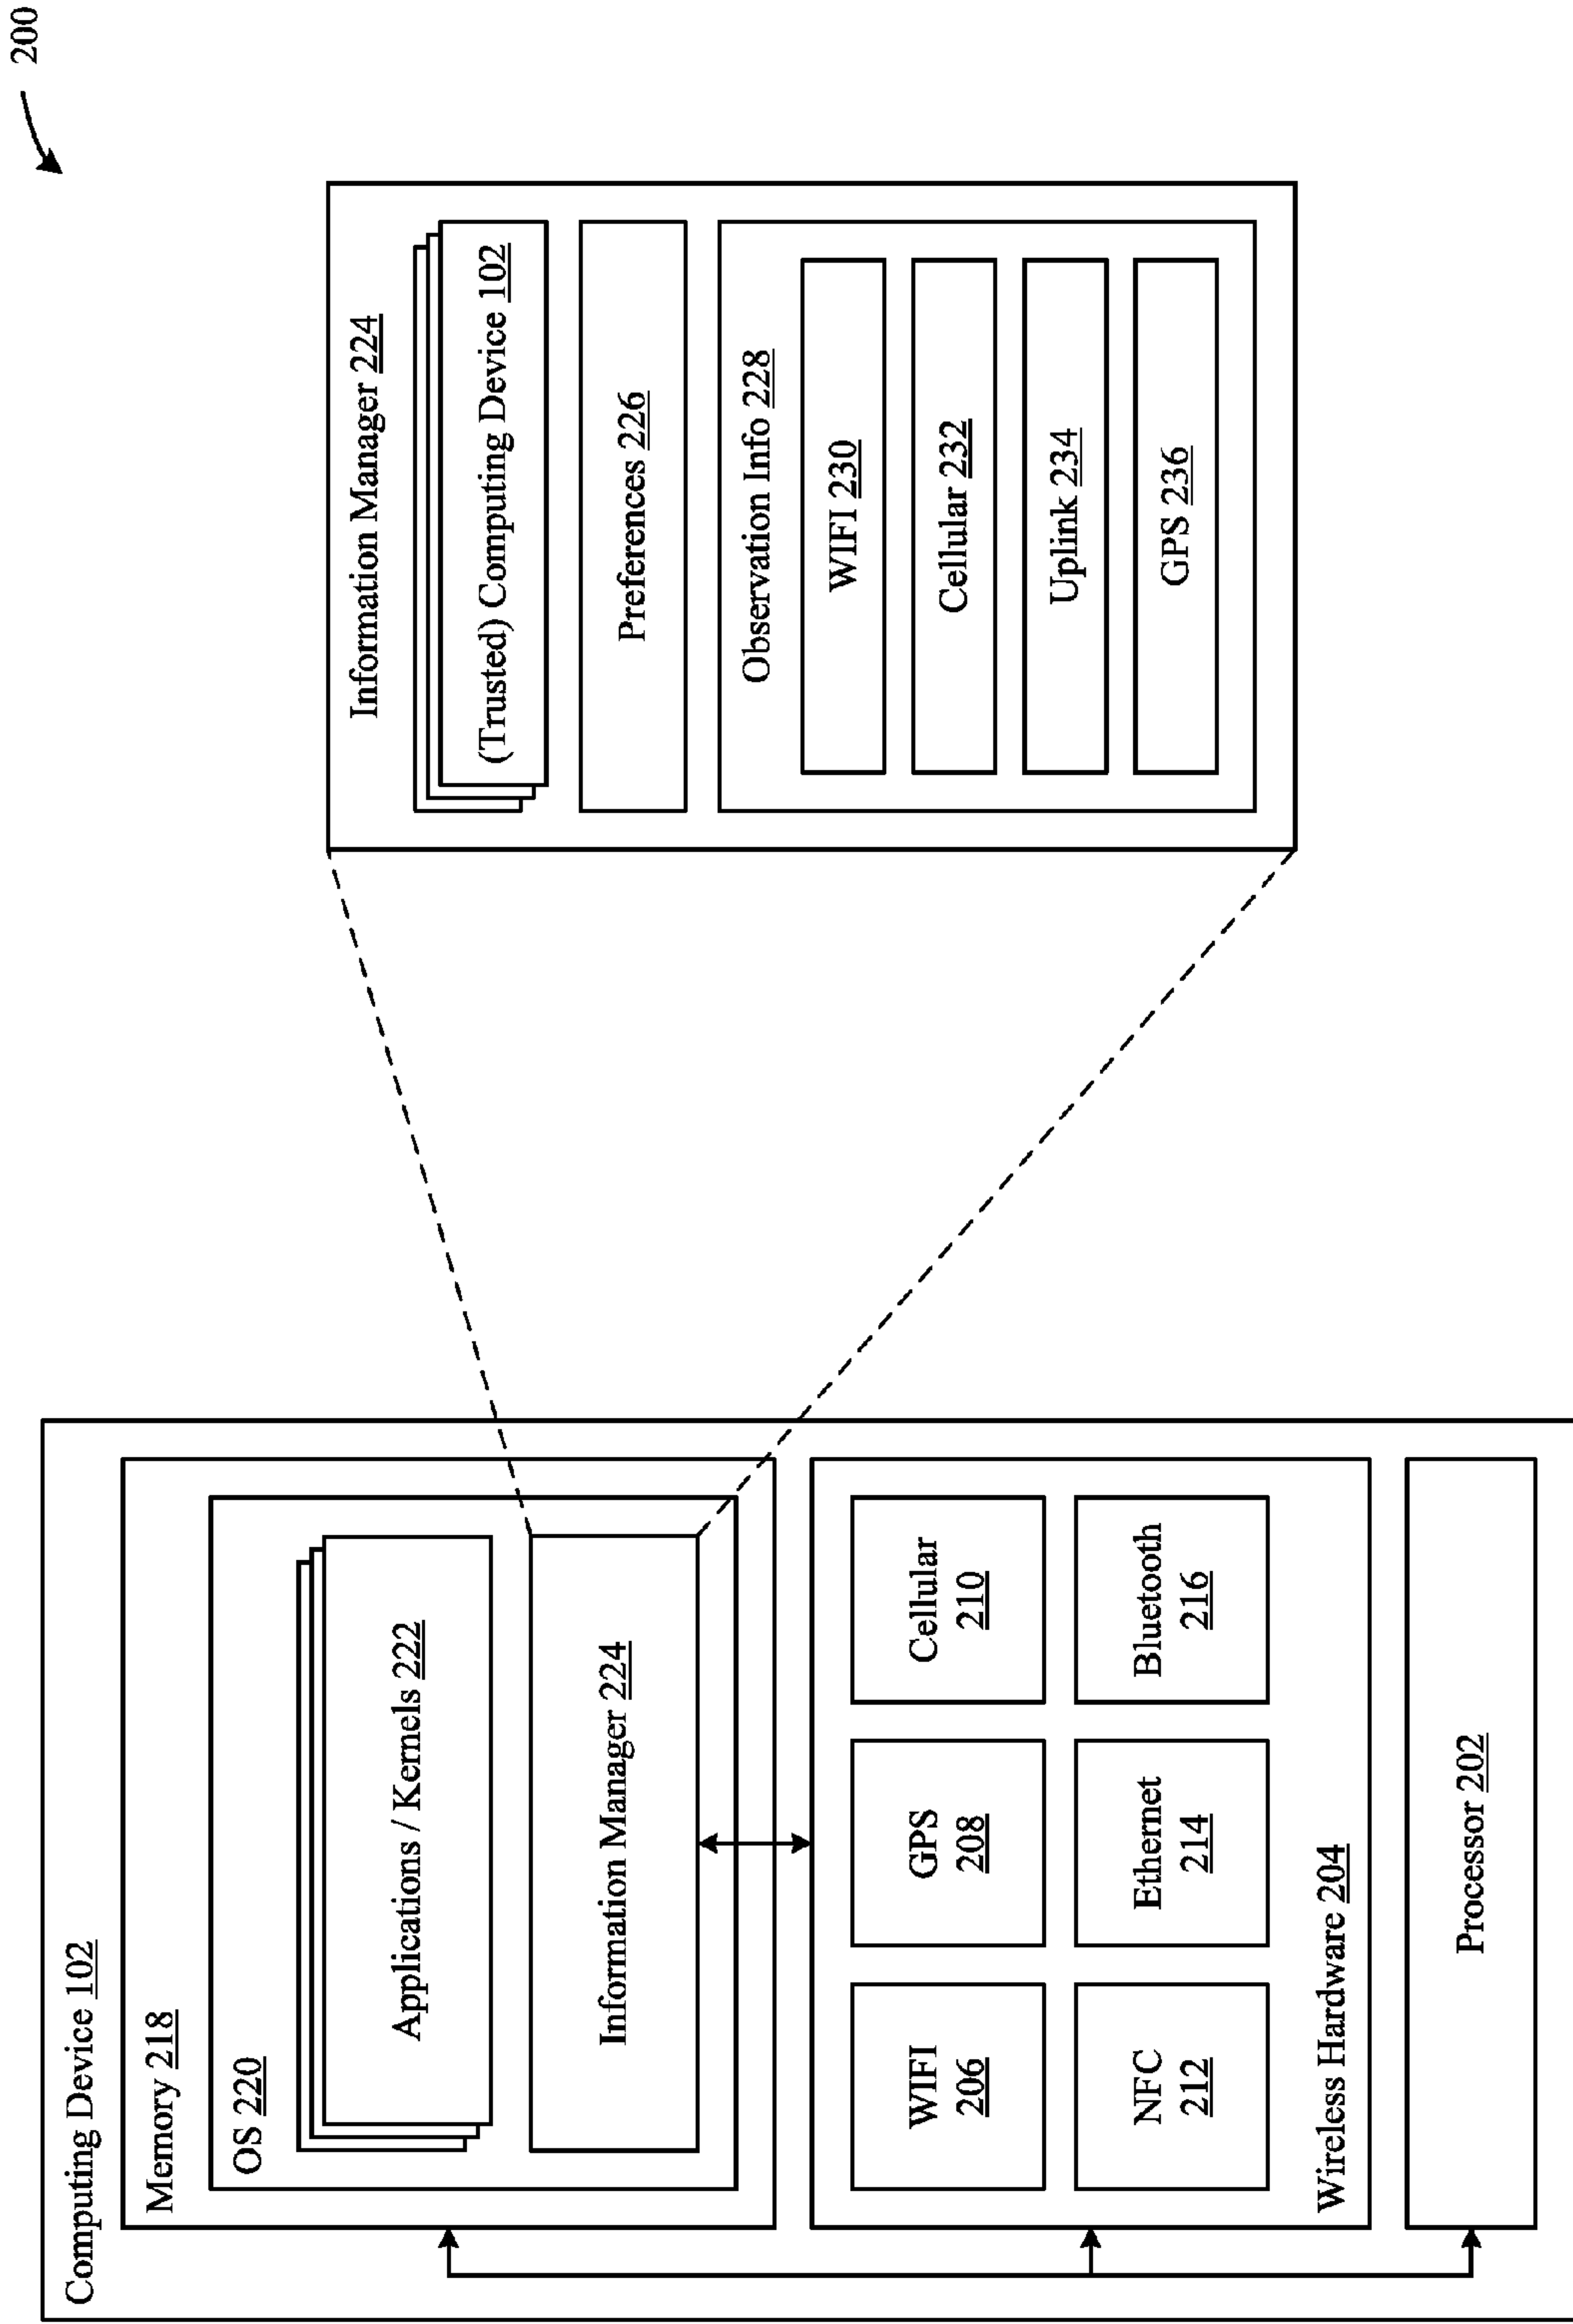 200
Computing Device 102
Memory 218
OS 220
Applications / Kernels 222
Information Manager 224
WIFI
206
GPS
208
Cellular
210
NFC
212
Ethernet
214
Bluetooth
216
Wireless Hardware 204
Processor 202
Information Manager 224
(Trusted) Computing Device 102
Preferences 226
Observation Info 228
WIFI 230
Cellular 232
Uplink 234
GPS 236